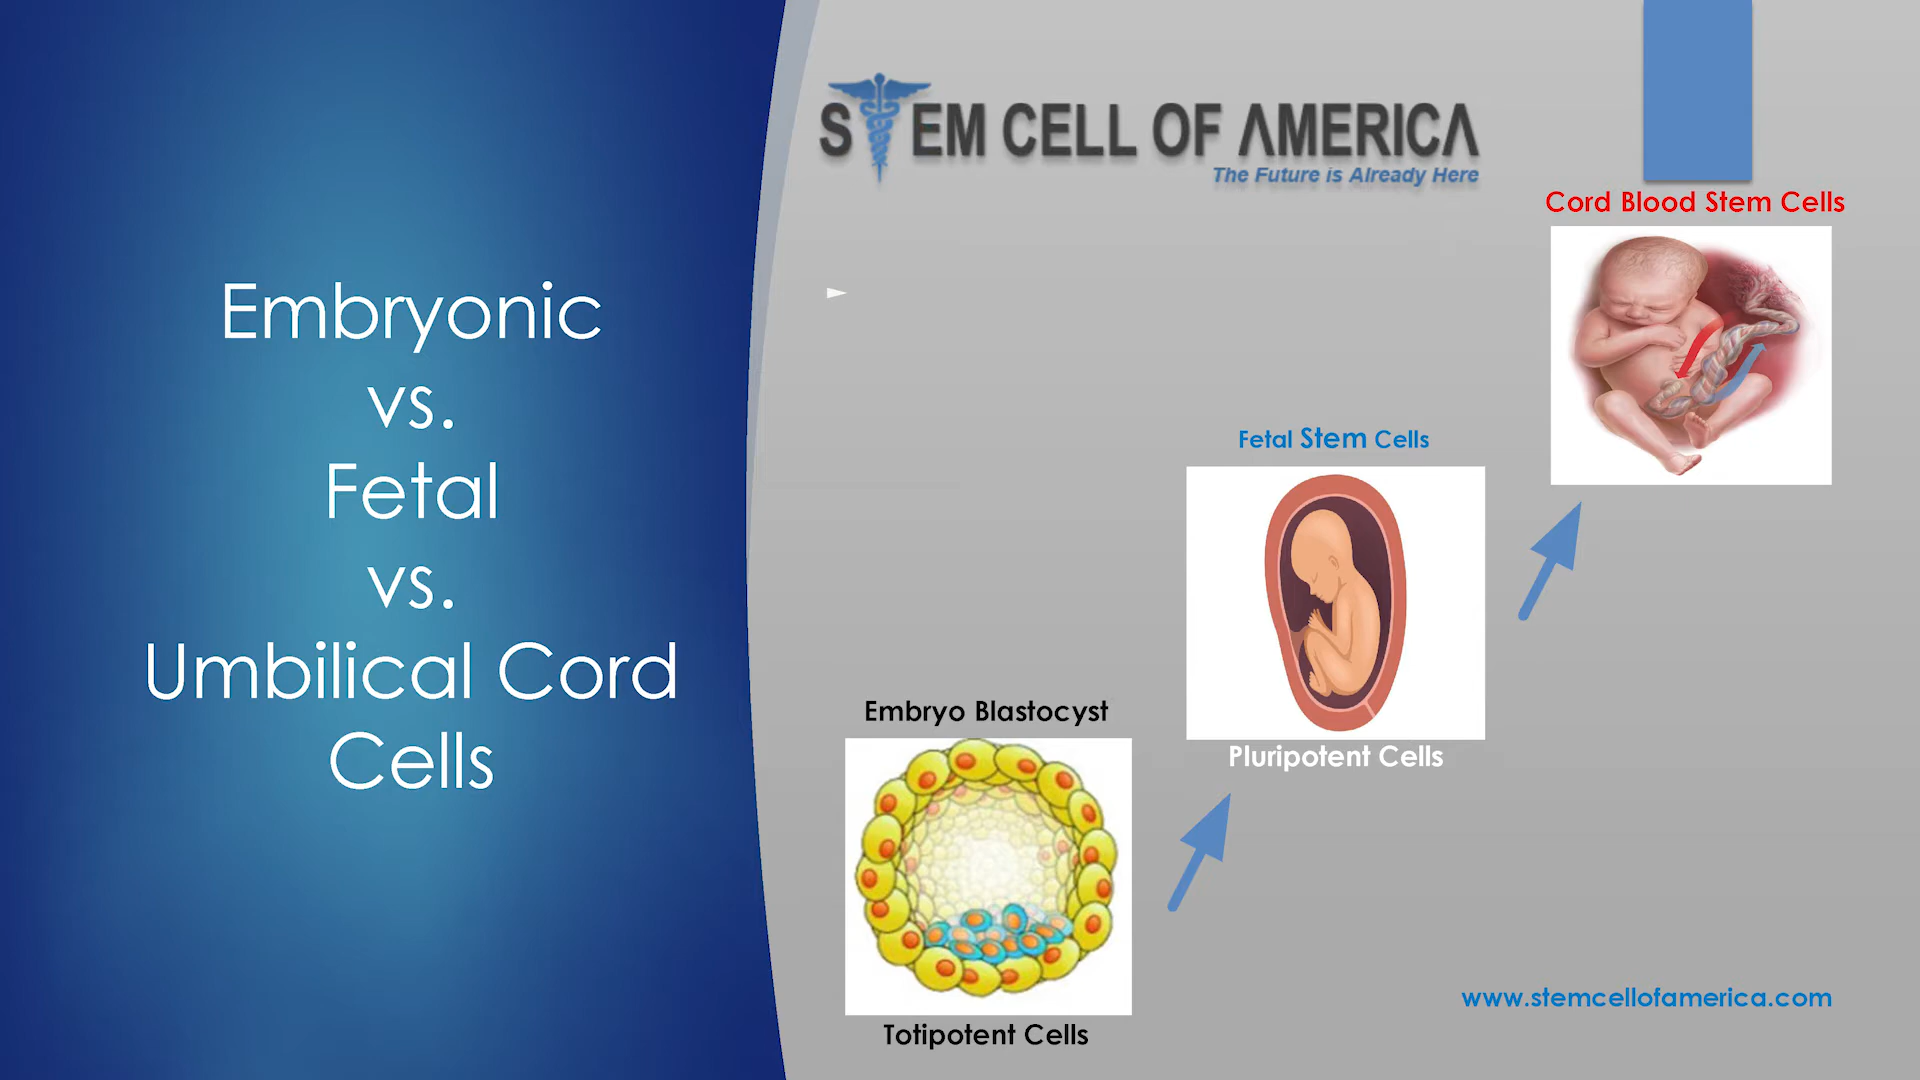 Embryonic
vs.
Fetal
vs.
Umbilical Cord
Cells
STEM CELL OF AMERICA
The Future is Already Here
Cord Blood Stem Cells
Fetal Stem Cells
Pluripotent Cells
Embryo Blastocyst
Totipotent Cells
www.stemcellofamerica.com